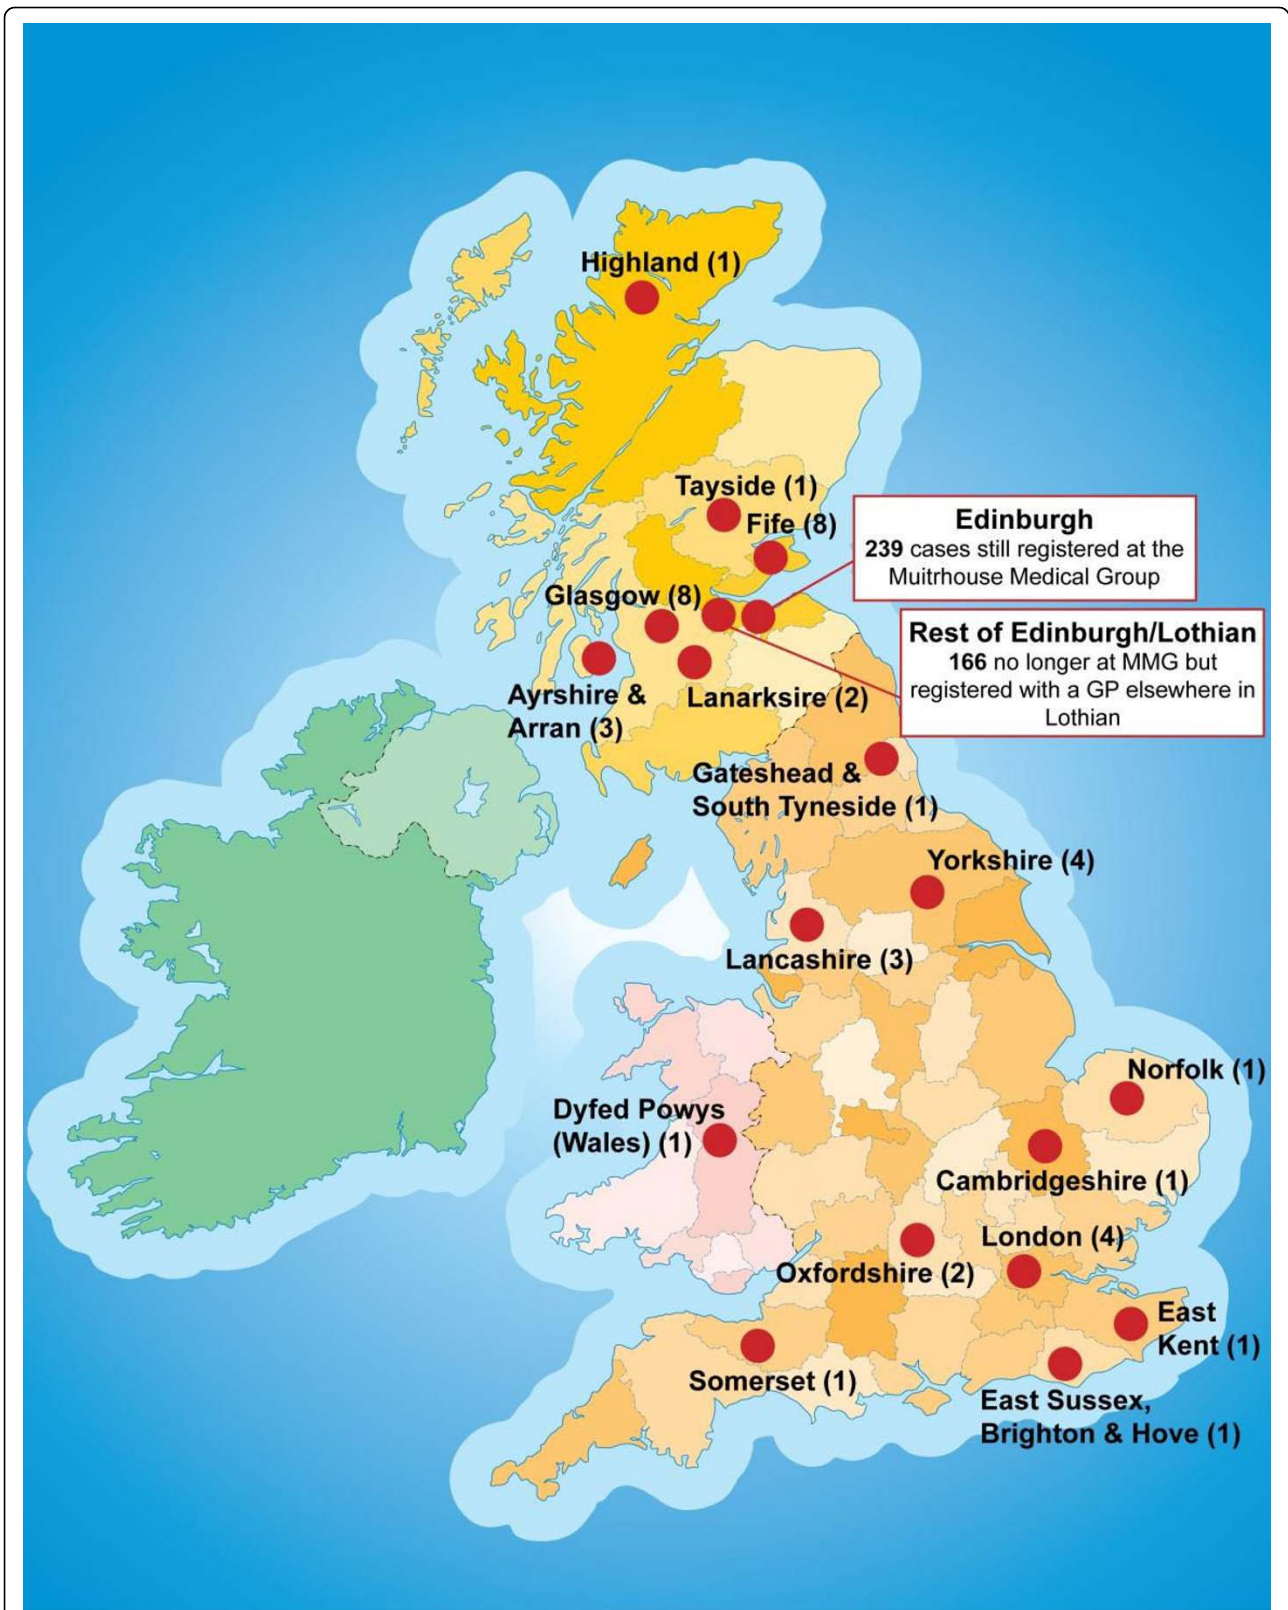 Highland (1)
Tayside (1)
Fife (8)
Edinburgh
239 cases still registered at the
Muitrhouse Medical Group
Glasgow (8)
Rest of Edinburgh/Lothian
166 no longer at MMG but
registered with a GP elsewhere in
Lothian
Ayrshire &
Arran (3)
Lanarksire (2)
Gateshead &
South Tyneside (1)
Yorkshire (4)
Lancashire (3)
Norfolk (1)
Dyfed Powys
(Wales) (1)
Cambridgeshire (1)
London (4)
Oxfordshire (2)
East
Kent (1)
Somerset (1)
East Sussex,
Brighton & Hove (1)